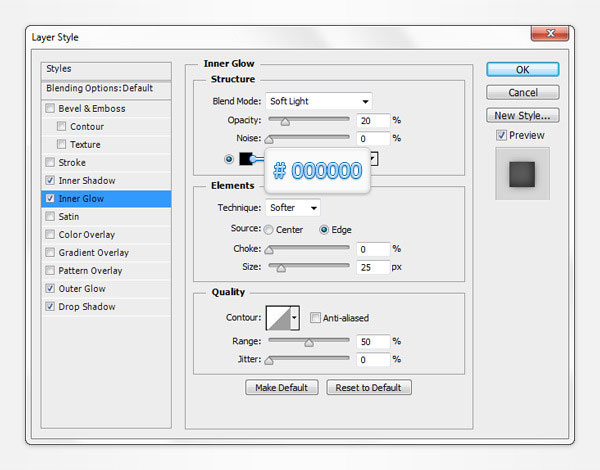 Layer Style
Styles
Blending Options:Default
Bevel & Emboss
Contour
Texture
Stroke
Inner Shadow
Inner Glow
Satin
Color Overlay
Gradient Overlay
Pattern Overlay
Outer Glow
Drop Shadow
Inner Glow
Structure
Blend Mode: Soft Light
Opacity: 20 %
Noise: 0 %
# 000000
Elements
Technique: Softer
Source: Center Edge
Choke: 0 %
Size: 25 px
Quality
Contour: Anti-aliased
Range: 50 %
Jitter: 0 %
Make Default Reset to Default
OK
Cancel
New Style...
Preview